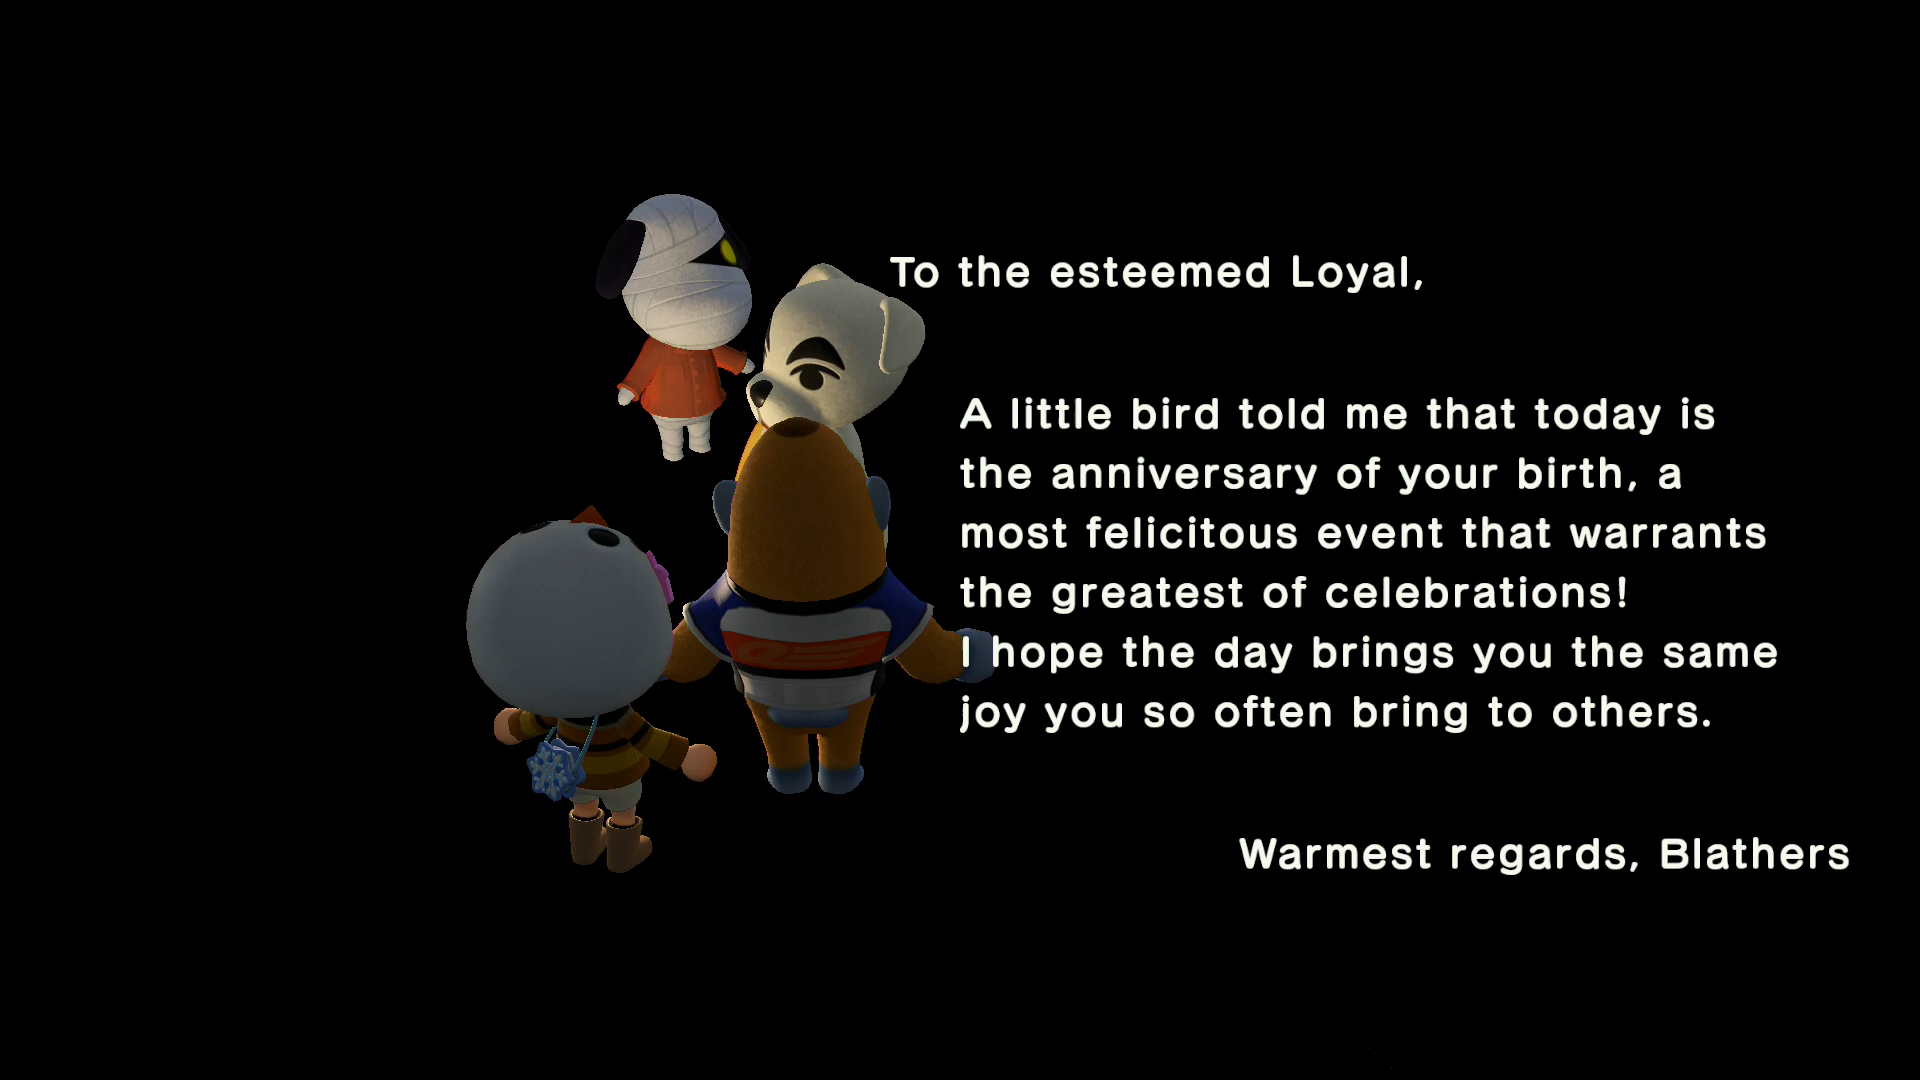 To the esteemed Loyal,
A little bird told me that today is
the anniversary of your birth, a
most felicitous event that warrants
the greatest of celebrations!
I hope the day brings you the same
joy you so often bring to others.
Warmest regards, Blathers